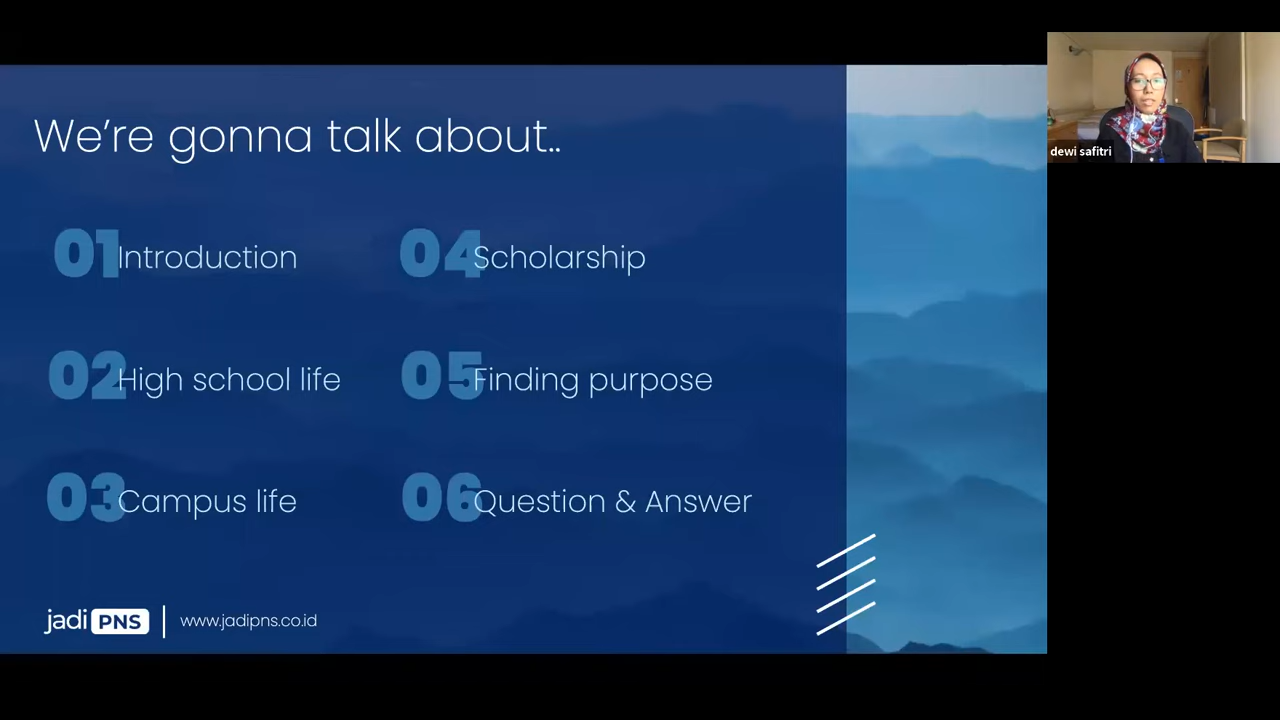 We're gonna talk about..
01 Introduction
02 High school life
03 Campus life
04 Scholarship
05 Finding purpose
06 Question & Answer
jadi PNS www.jadipns.co.id
dewi safitri